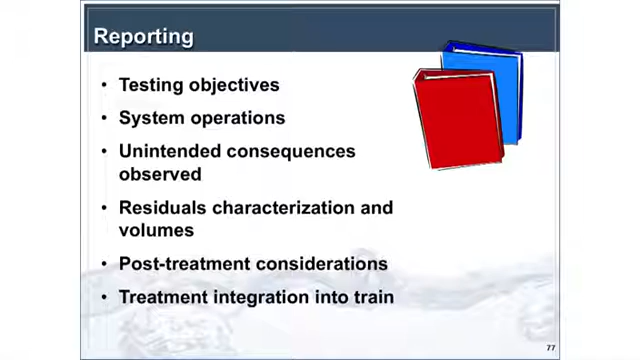 Reporting
• Testing objectives
• System operations
• Unintended consequences
observed
• Residuals characterization and
volumes
• Post-treatment considerations
• Treatment integration into train
77